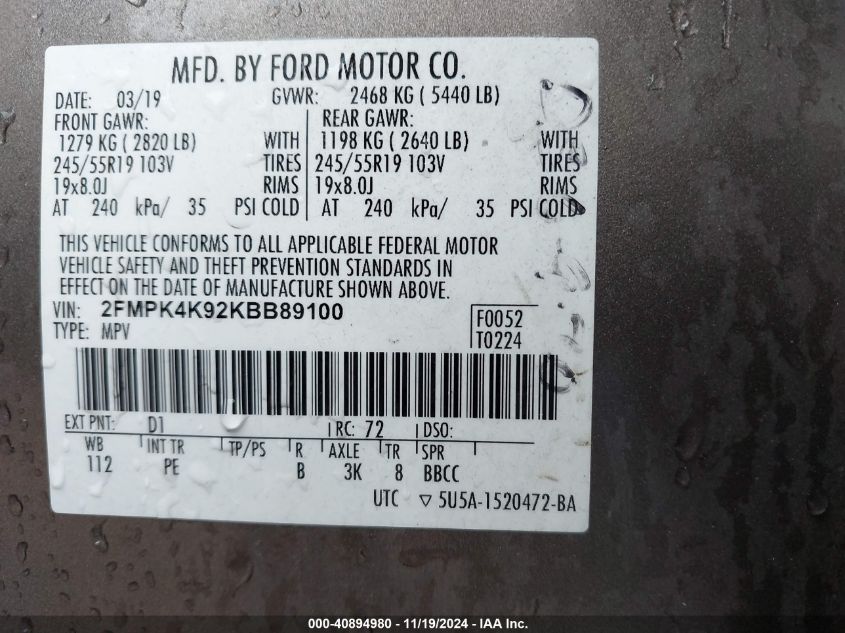 MFD. BY FORD MOTOR CO.
DATE: 03/19 GVWR: 2468 KG ( 5440 LB)
FRONT GAWR: REAR GAWR:
1279 KG ( 2820 LB) WITH 1198 KG ( 2640 LB) WITH
245/55R19 103V TIRES 245/55R19 103V TIRES
19x8.0J RIMS 19x8.0J RIMS
AT 240 kPa/ 35 PSI COLD AT 240 kPa/ 35 PSI COLD
THIS VEHICLE CONFORMS TO ALL APPLICABLE FEDERAL MOTOR
VEHICLE SAFETY AND THEFT PREVENTION STANDARDS IN
EFFECT ON THE DATE OF MANUFACTURE SHOWN ABOVE.
VIN: 2FMPK4K92KBB89100 F0052
TYPE: MPV T0224
EXT PNT: D1 RC: 72 DSO:
WB INT TR TP/PS R AXLE TR SPR
112 PE B 3K 8 BBCC
UTC ▽ 5U5A-1520472-BA
000-40894980 - 11/19/2024 - IAA Inc.